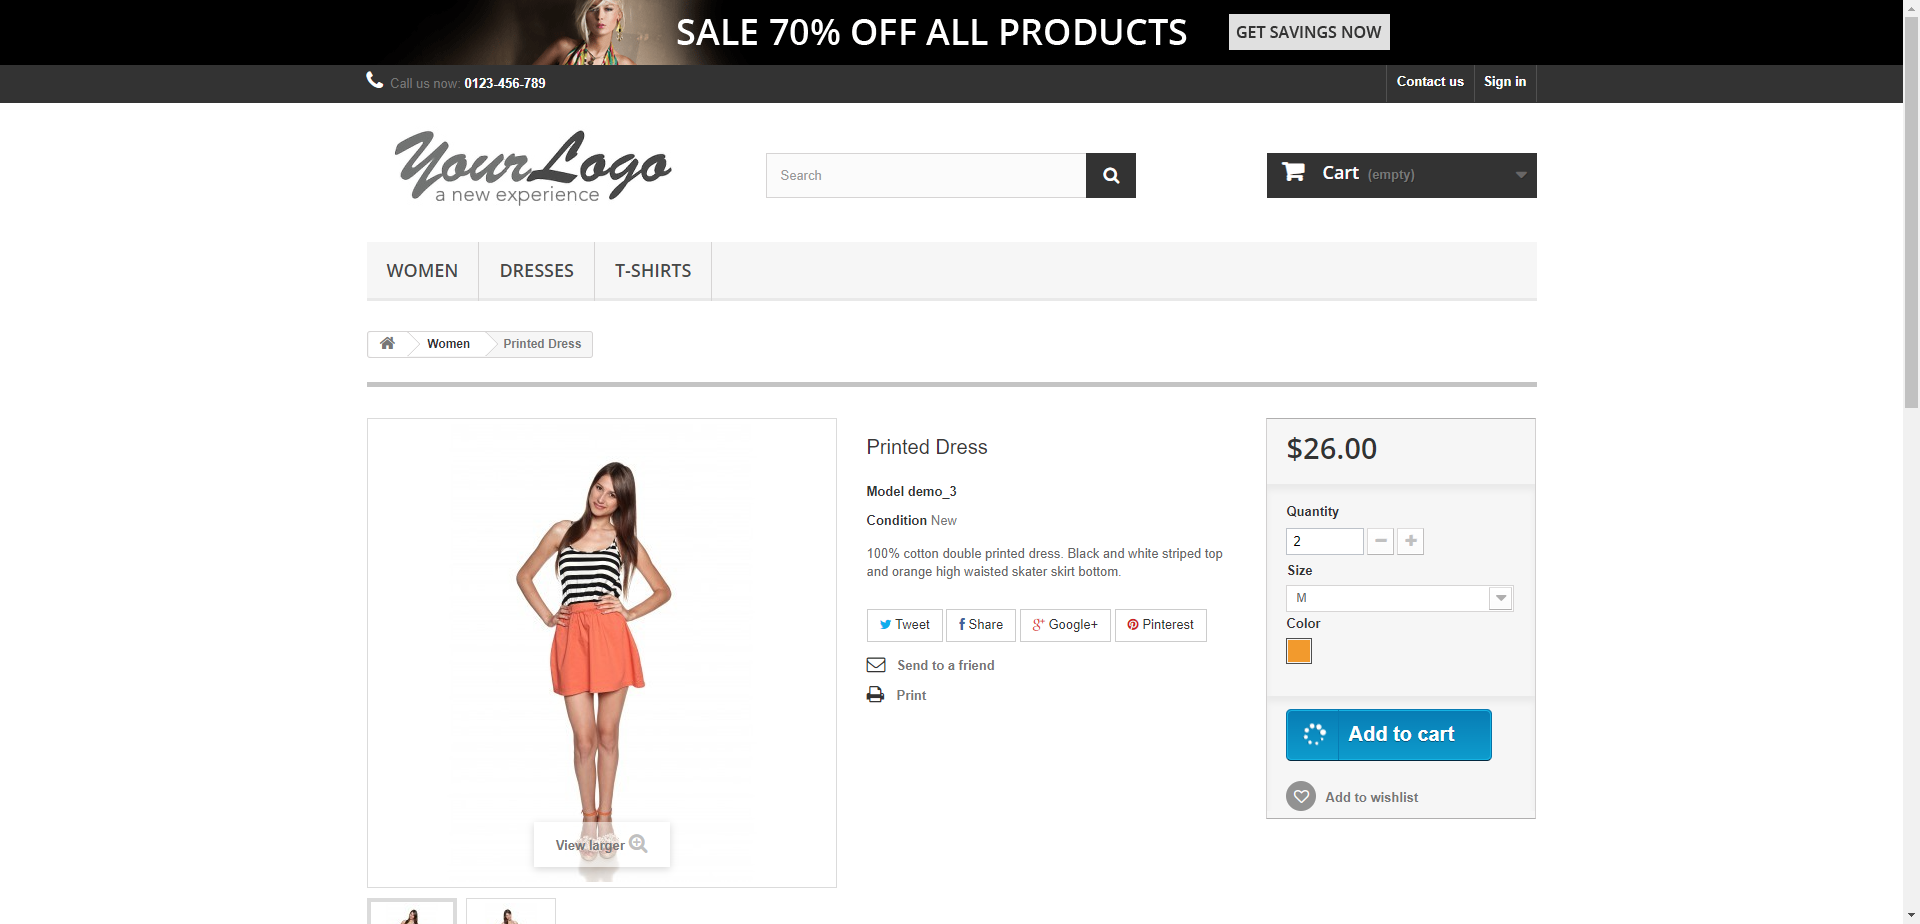 SALE 70% OFF ALL PRODUCTS
GET SAVINGS NOW
Call us now: 0123-456-789
Contact us
Sign in
YourLogo
a new experience
Search
Cart (empty)
WOMEN
DRESSES
T-SHIRTS
Women
Printed Dress
Printed Dress
Model demo_3
Condition New
100% cotton double printed dress. Black and white striped top
and orange high waisted skater skirt bottom.
Tweet
Share
Google+
Pinterest
Send to a friend
Print
View larger
$26.00
Quantity
2
Size
M
Color
Add to cart
Add to wishlist